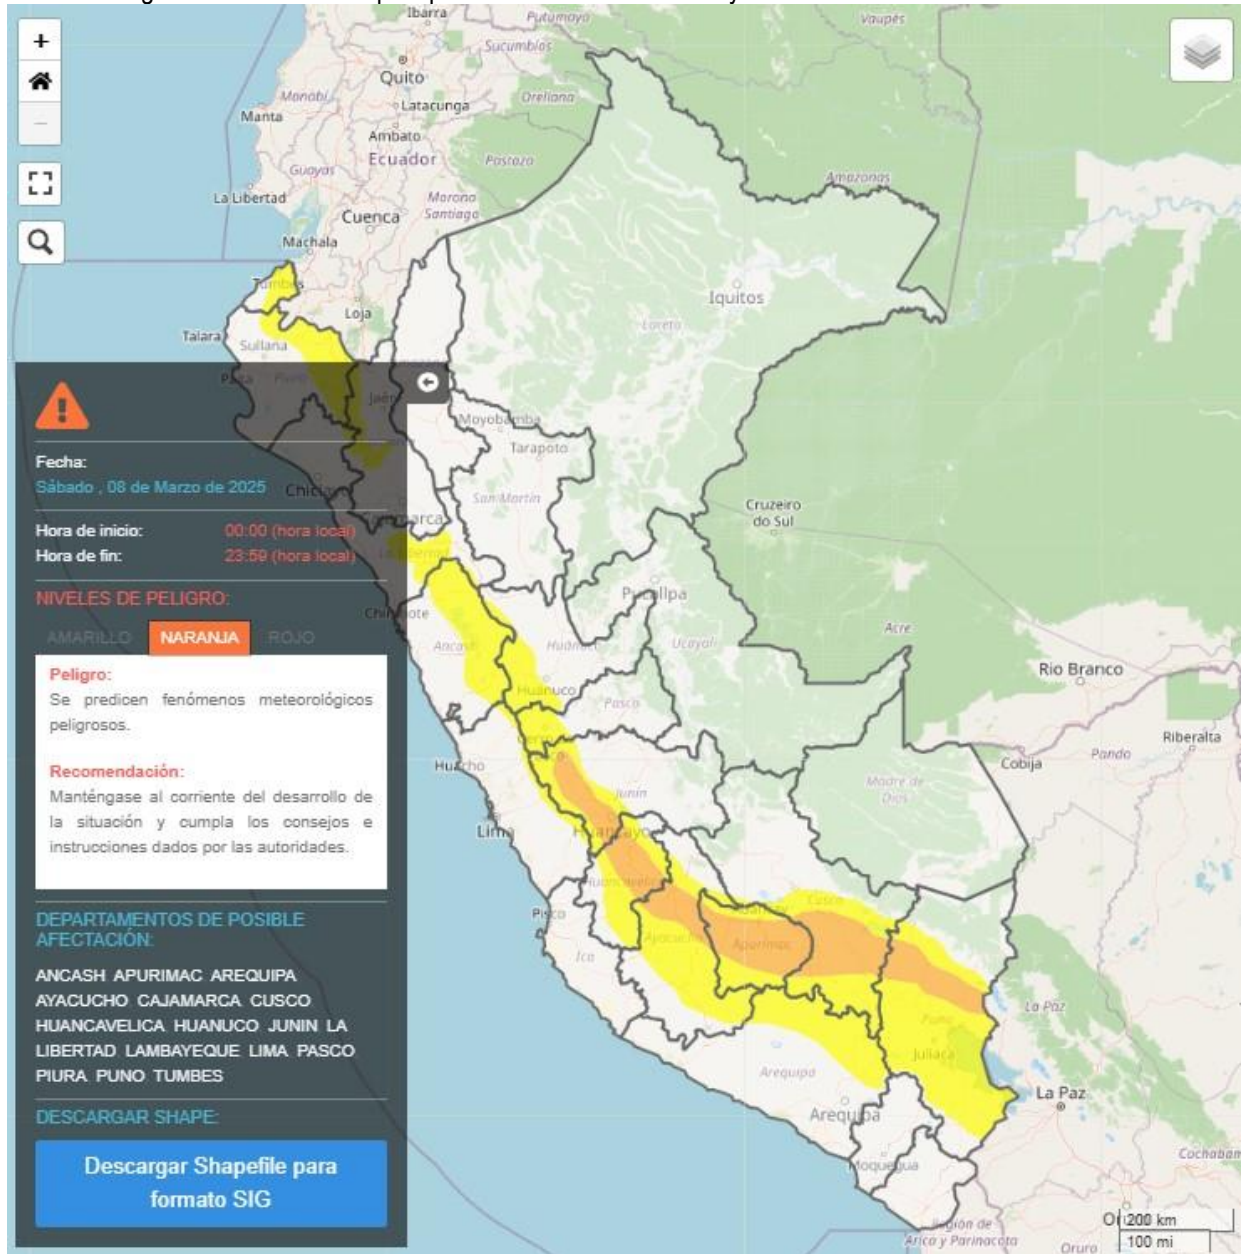 Ibarra
Putumayo
Vaupés
Sucumbíos
Quito
Manabí
Orellana
Latacunga
Manta
Ambato
Ecuador
Pastaza
Guayas
Amazonas
La Libertad
Morona
Santiago
Cuenca
Machala
Tumbes
Iquitos
Loja
Loreto
Talara
Sullana
Paita
Piura
Jaén
Moyobamba
Tarapoto
Fecha:
Sábado , 08 de Marzo de 2025
San Martín
Cruzeiro
do Sul
Hora de inicio: 00:00 (hora local)
Hora de fin: 23:59 (hora local)
La Libertad
NIVELES DE PELIGRO:
Pucallpa
AMARILLO NARANJA ROJO
Ancash
Huánuco
Ucayali
Acre
Rio Branco
Peligro:
Se predicen fenómenos meteorológicos
peligrosos.
Huánuco
Pasco
Riberalta
Cobija
Pando
Huacho
Recomendación:
Manténgase al corriente del desarrollo de
la situación y cumpla los consejos e
instrucciones dados por las autoridades.
Junín
Madre de
Dios
Lima
Huancayo
Huancavelica
Cusco
Pisco
Ayacucho
Apurímac
Ica
DEPARTAMENTOS DE POSIBLE
AFECTACIÓN:
ANCASH APURIMAC AREQUIPA
AYACUCHO CAJAMARCA CUSCO
HUANCAVELICA HUANUCO JUNIN LA
LIBERTAD LAMBAYEQUE LIMA PASCO
PIURA PUNO TUMBES
La Paz
Puno
Juliaca
Arequipa
La Paz
Arequipa
DESCARGAR SHAPE:
Descargar Shapefile para
formato SIG
Moquegua
Cochabam
200 km
100 mi
Región de
Arica y Parinacota
Oruro